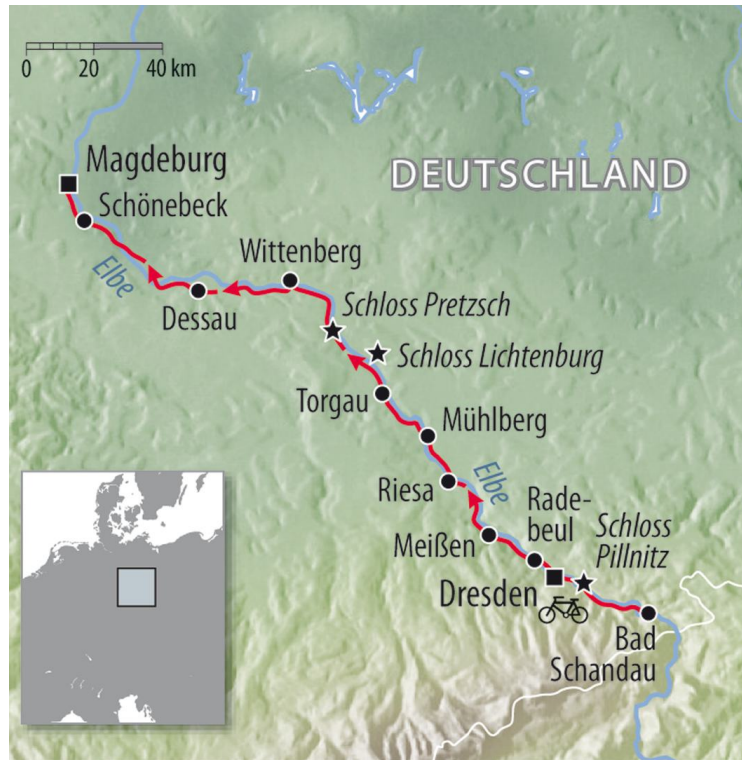 0 20 40 km
DEUTSCHLAND
Magdeburg
Schönebeck
Elbe
Wittenberg
Dessau
Schloss Pretzsch
Schloss Lichtenburg
Torgau
Mühlberg
Riesa
Elbe
Rade-
beul
Schloss
Pillnitz
Meißen
Dresden
Bad
Schandau